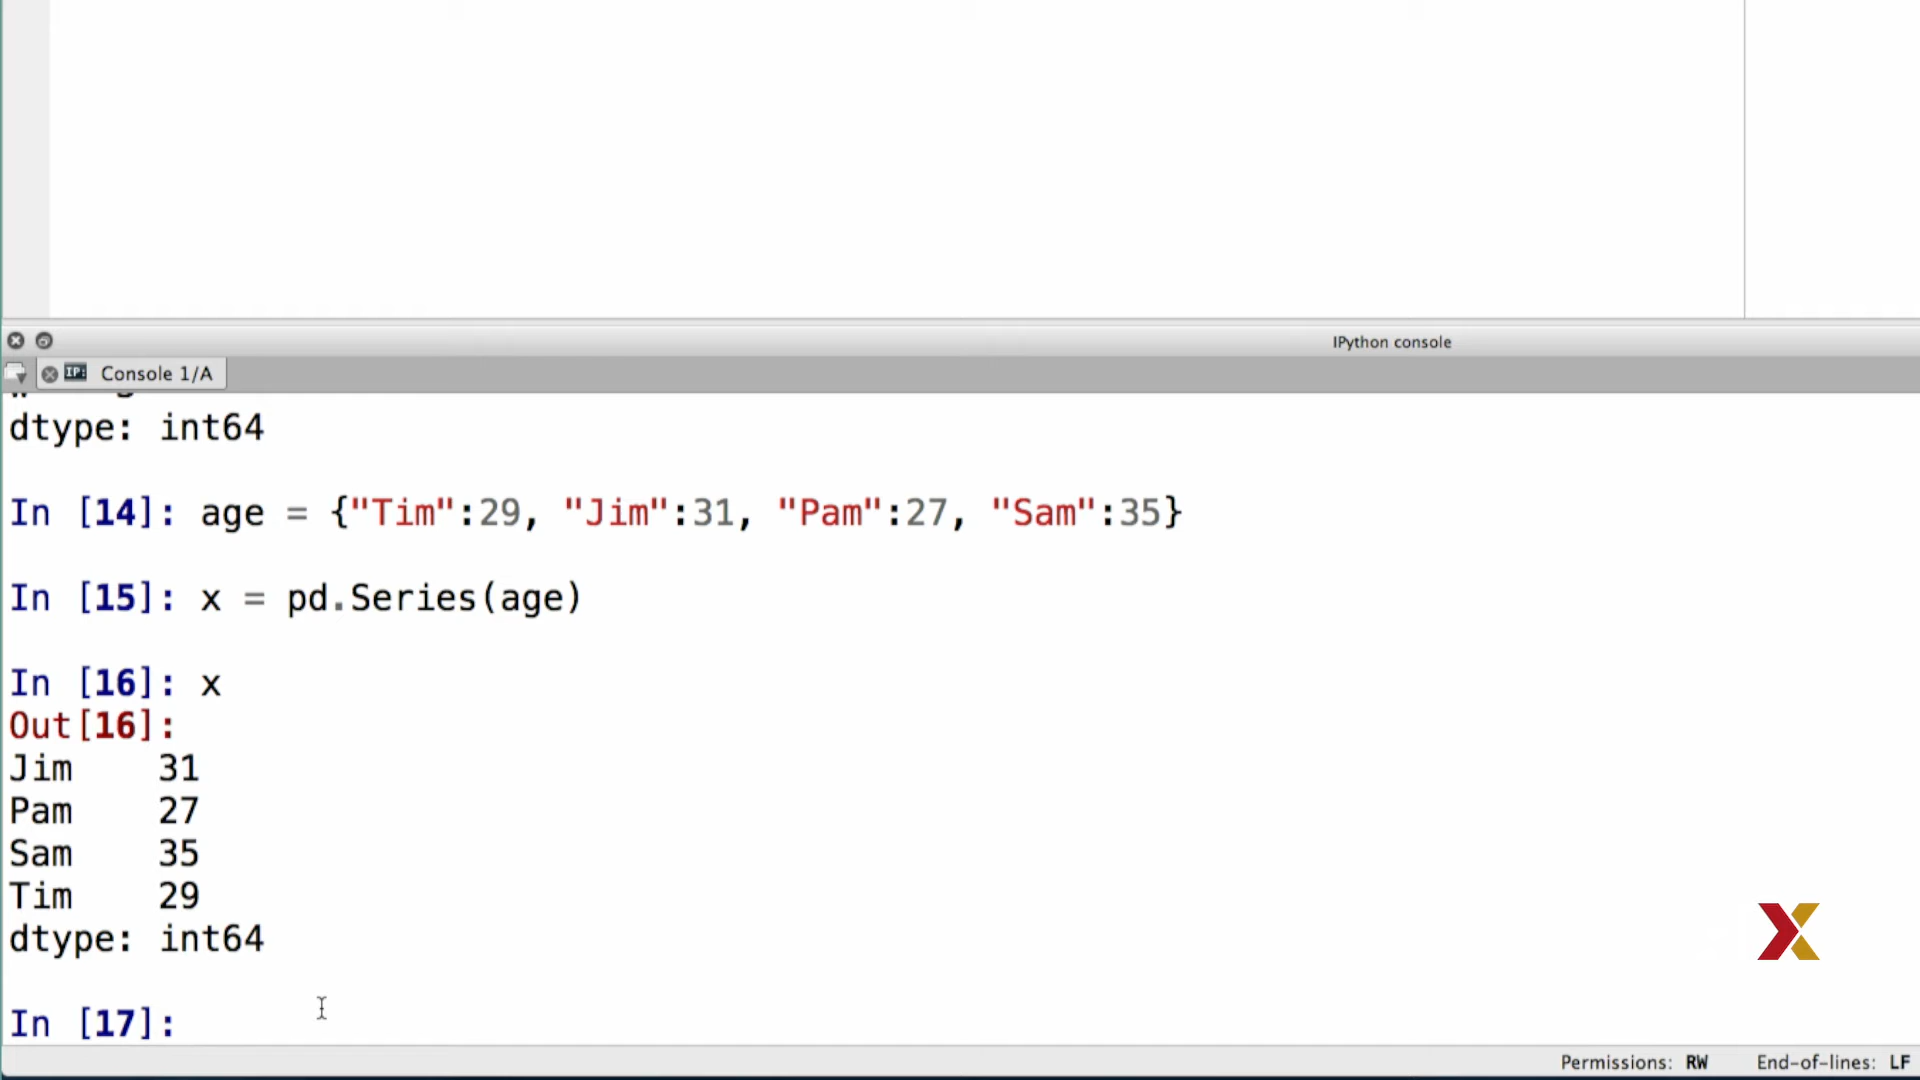 IPython console
IP: Console 1/A
dtype: int64
In [14]: age = {"Tim":29, "Jim":31, "Pam":27, "Sam":35}
In [15]: x = pd.Series(age)
In [16]: x
Out[16]:
Jim    31
Pam    27
Sam    35
Tim    29
dtype: int64
In [17]:
Permissions: RW End-of-lines: LF